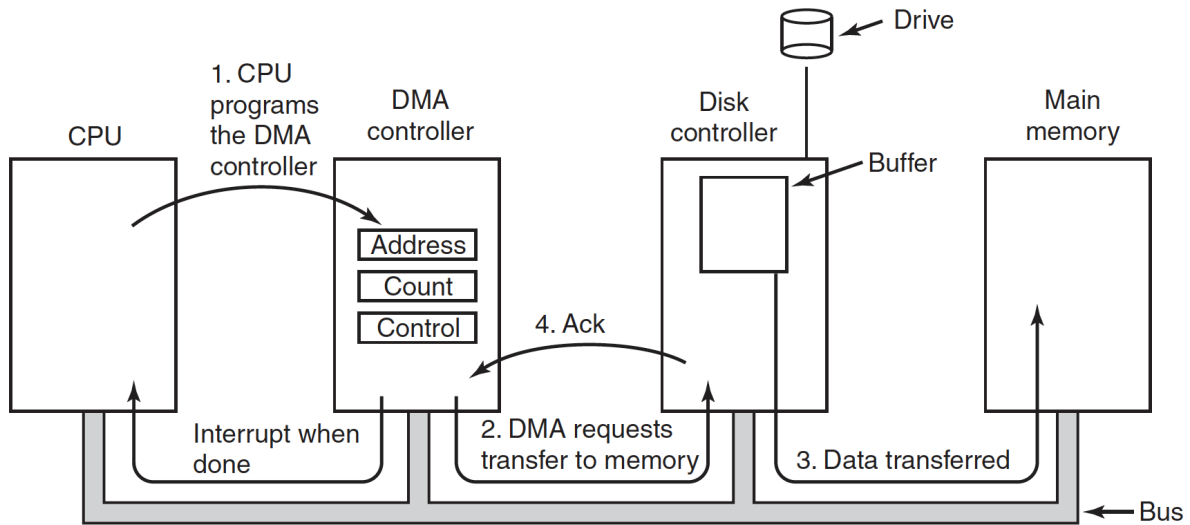 Drive
1. CPU
programs
the DMA
controller
CPU
DMA
controller
Disk
controller
Main
memory
Buffer
Address
Count
Control
4. Ack
Interrupt when
done
2. DMA requests
transfer to memory
3. Data transferred
Bus